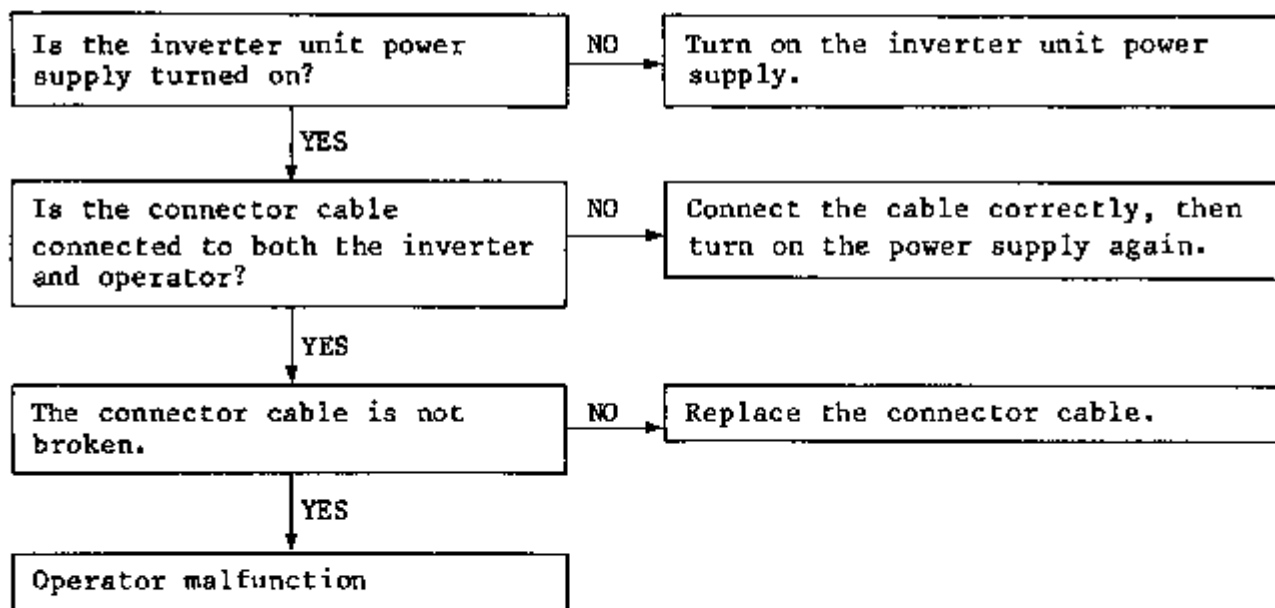 Is the inverter unit power
supply turned on?
NO
Turn on the inverter unit power
supply.
YES
Is the connector cable
connected to both the inverter
and operator?
NO
Connect the cable correctly, then
turn on the power supply again.
YES
The connector cable is not
broken.
NO
Replace the connector cable.
YES
Operator malfunction